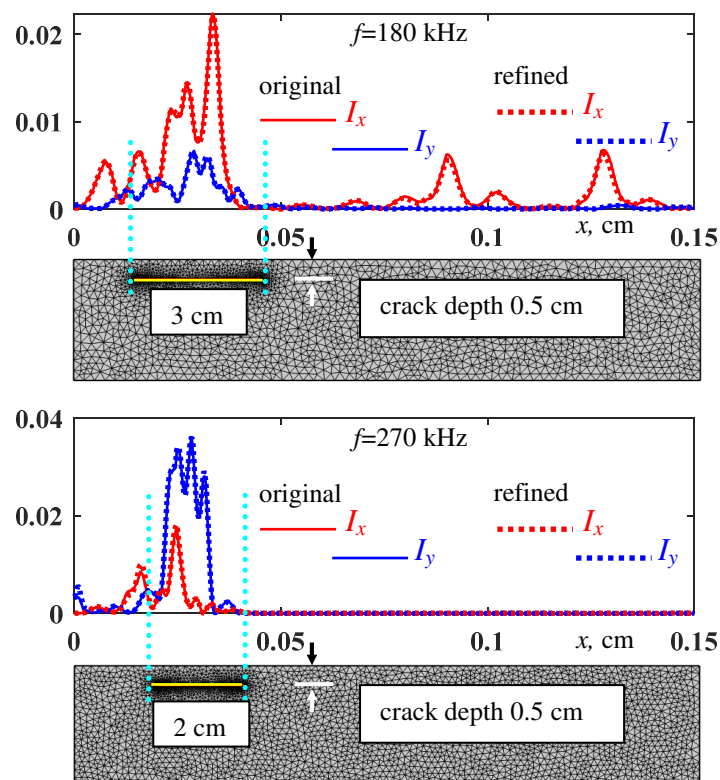 0.02
f=180 kHz
original
refined
I_x
I_x
0.01
I_y
I_y
0
x, cm
0 0.05 0.1 0.15
3 cm
crack depth 0.5 cm
0.04
f=270 kHz
original
refined
I_x
I_x
0.02
I_y
I_y
0
0 0.05 0.1 x, cm 0.15
2 cm
crack depth 0.5 cm